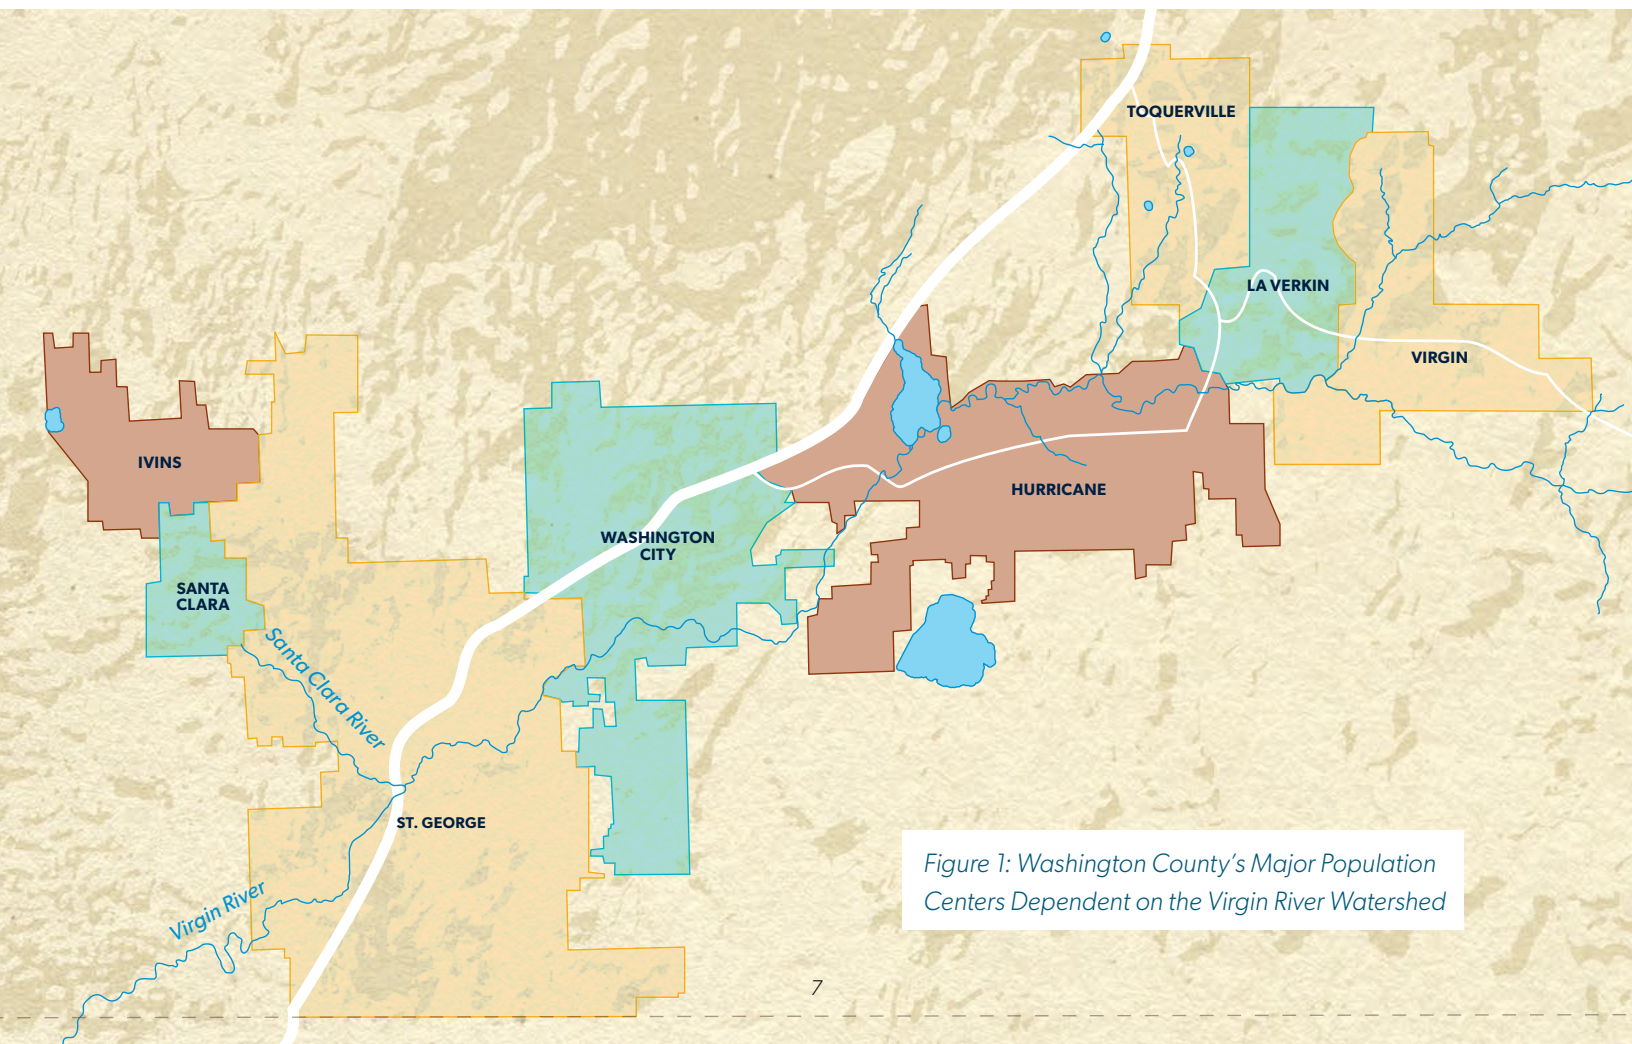 TOQUERVILLE
LA VERKIN
VIRGIN
IVINS
HURRICANE
WASHINGTON
CITY
SANTA
CLARA
Santa Clara River
ST. GEORGE
Virgin River
Figure 1: Washington County’s Major Population
Centers Dependent on the Virgin River Watershed
7